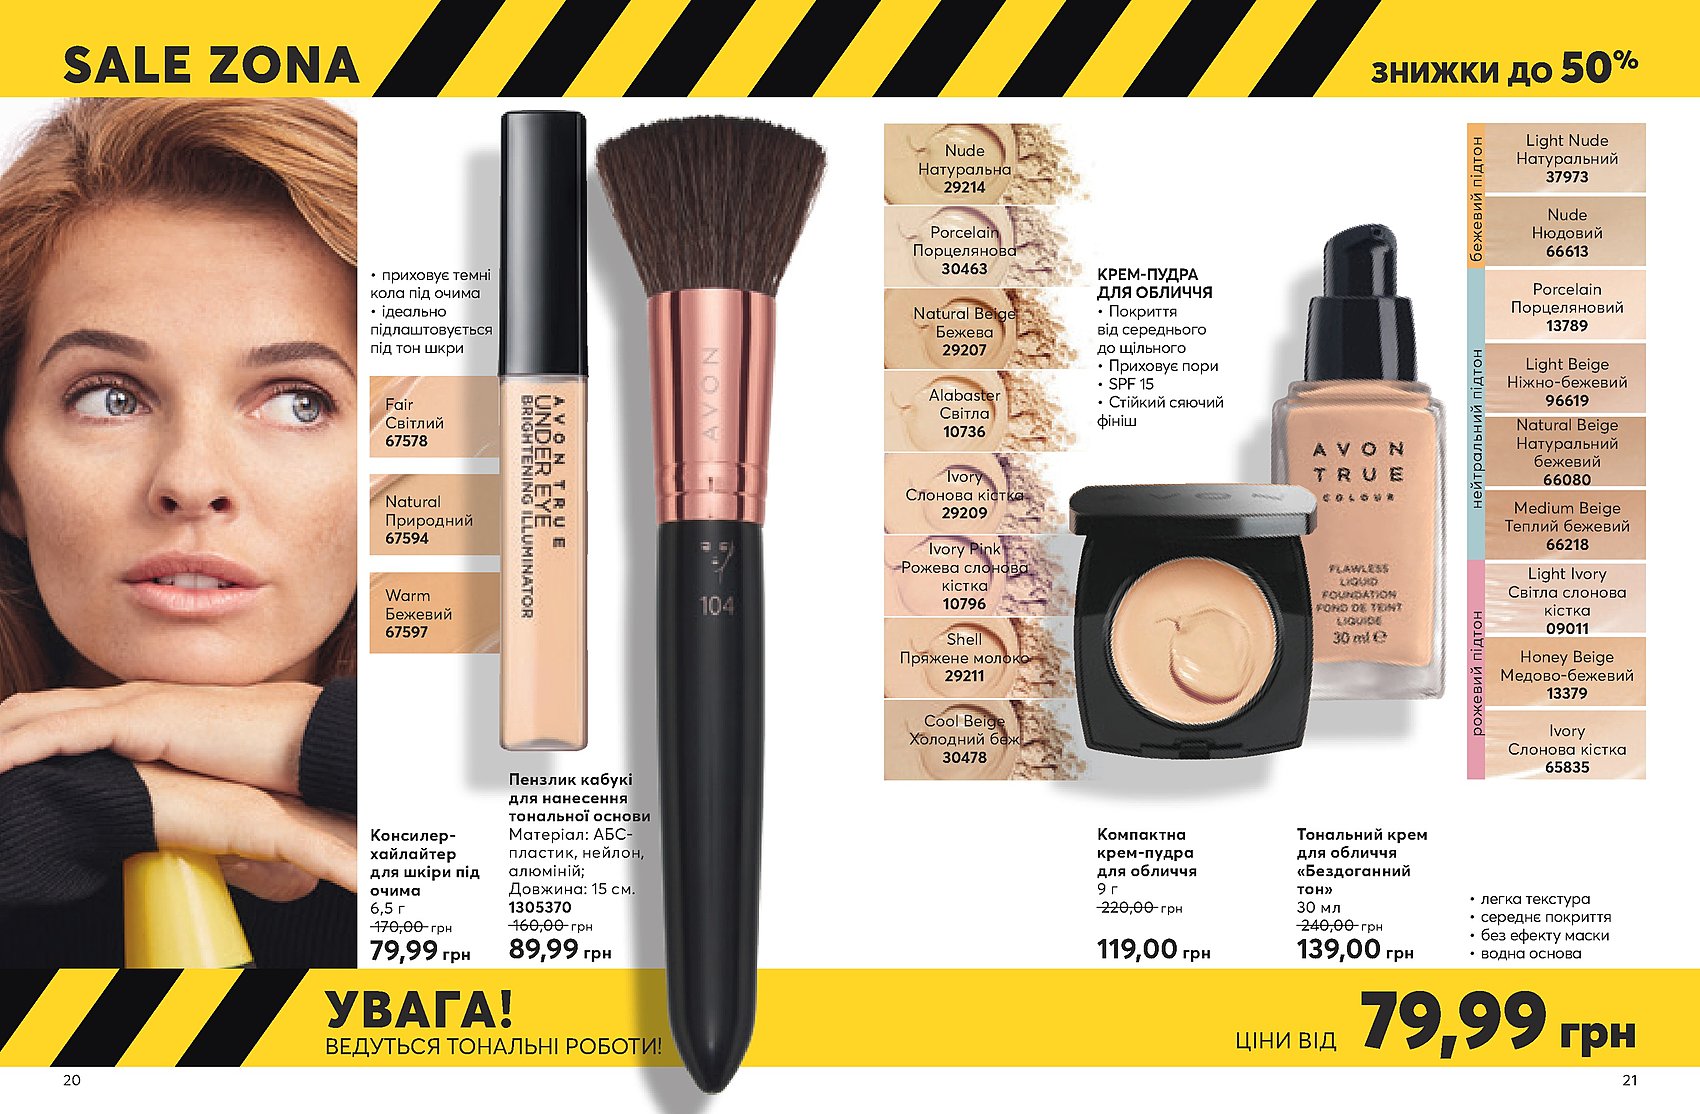 SALE ZONA
ЗНИЖКИ ДО 50%
• приховує темні
кола під очима
• ідеально
підлаштовується
під тон шкри
Fair
Світлий
67578
Natural
Природний
67594
Warm
Бежевий
67597
AVON TRUE
UNDER EYE
BRIGHTENING ILLUMINATOR
AVON
104
Консилер-
хайлайтер
для шкіри під
очима
6,5 г
170,00 грн
79,99 грн
Пензлик кабукі
для нанесення
тональної основи
Матеріал: АБС-
пластик, нейлон,
алюміній;
Довжина: 15 см.
1305370
160,00 грн
89,99 грн
Nude
Натуральна
29214
Porcelain
Порцелянова
30463
Natural Beige
Бежева
29207
Alabaster
Світла
10736
Ivory
Слонова кістка
29209
Ivory Pink
Рожева слонова
кістка
10796
Shell
Пряжене молоко
29211
Cool Beige
Холодний беж
30478
КРЕМ-ПУДРА
ДЛЯ ОБЛИЧЧЯ
• Покриття
від середнього
до щільного
• Приховує пори
• SPF 15
• Стійкий сяючий
фініш
AVON
AVON
TRUE
COLOUR
FLAWLESS
LIQUID
FOUNDATION
FOND DE TEINT
LIQUIDE
30 ml e
бежевий підтон
нейтральний підтон
рожевий підтон
Light Nude
Натуральний
37973
Nude
Нюдовий
66613
Porcelain
Порцеляновий
13789
Light Beige
Ніжно-бежевий
96619
Natural Beige
Натуральний
бежевий
66080
Medium Beige
Теплий бежевий
66218
Light Ivory
Світла слонова
кістка
09011
Honey Beige
Медово-бежевий
13379
Ivory
Слонова кістка
65835
Компактна
крем-пудра
для обличчя
9 г
220,00 грн
119,00 грн
Тональний крем
для обличчя
«Бездоганний
тон»
30 мл
240,00 грн
139,00 грн
• легка текстура
• середнє покриття
• без ефекту маски
• водна основа
УВАГА!
ВЕДУТЬСЯ ТОНАЛЬНІ РОБОТИ!
ЦІНИ ВІД 79,99 грн
20
21